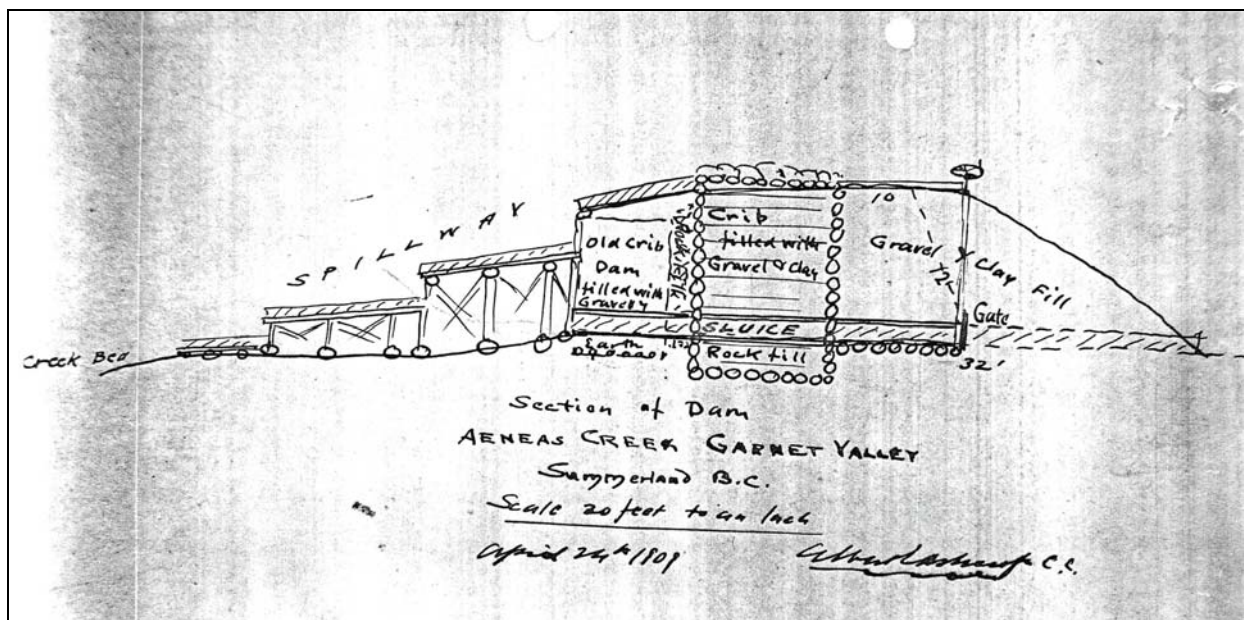 SPILLWAY
Creek Bed
Old Crib
Dam
filled with
Crib
filled with
Gravel & Clay
10
Gravel & Clay Fill
Gate
SLUICE
Earth
Rock fill
32'
Section of Dam
AENEAS CREEK GARNET VALLEY
Summerland B.C.
Scale 20 feet to an Inch
April 24th 1909
C.E.